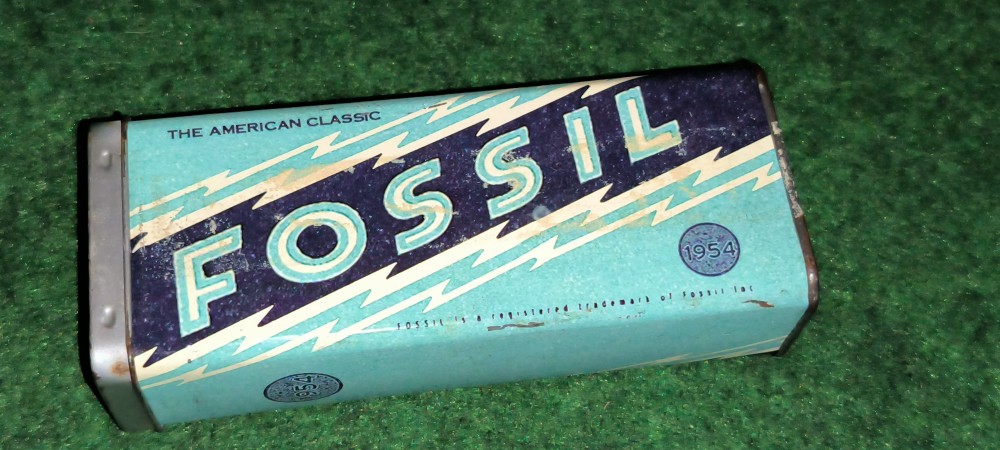 THE AMERICAN CLASSIC
FOSSIL
1954
FOSSIL is a registered trademark of Fossil Inc
1954